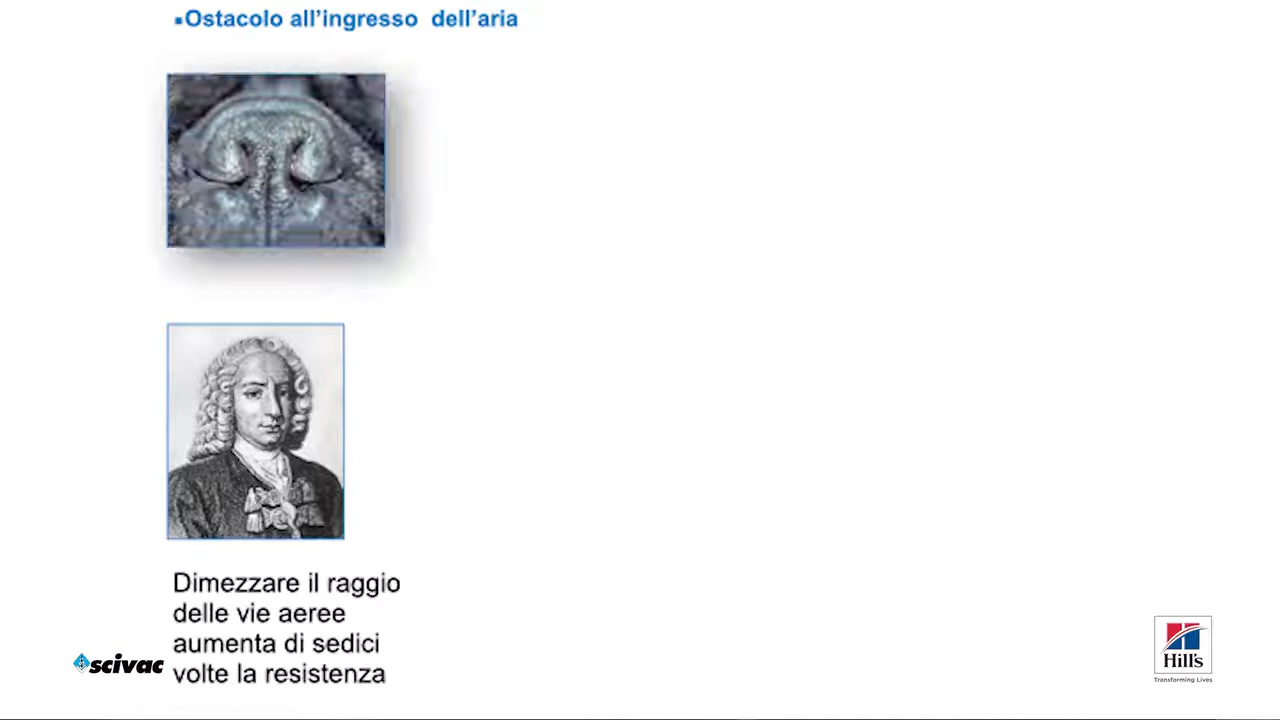 ▪Ostacolo all’ingresso dell’aria
Dimezzare il raggio
delle vie aeree
aumenta di sedici
volte la resistenza
scivac
Hill's
Transforming Lives